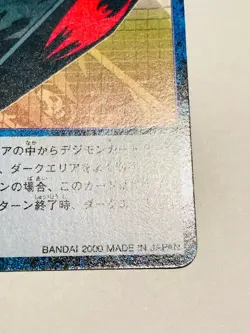 アの中からデジモンカード
、ダークエリア
ンの場合、このカードは
ターン終了時、ダー
BANDAI 2000 MADE IN JAPAN